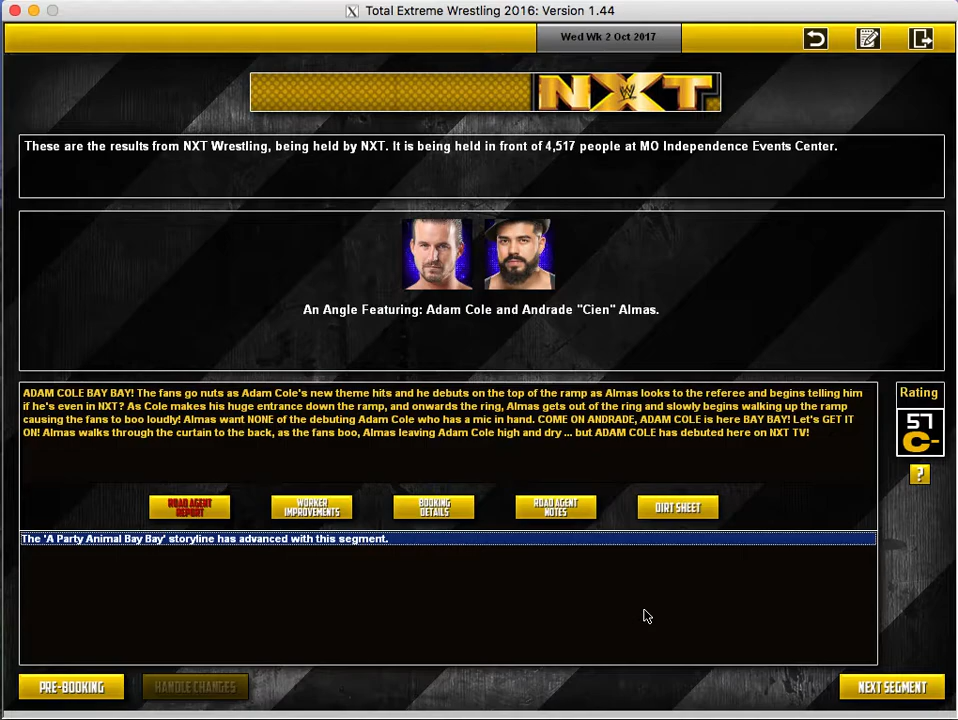 Total Extreme Wrestling 2016: Version 1.44
Wed Wk 2 Oct 2017
NXT
These are the results from NXT Wrestling, being held by NXT. It is being held in front of 4,517 people at MO Independence Events Center.
An Angle Featuring: Adam Cole and Andrade "Cien" Almas.
ADAM COLE BAY BAY! The fans go nuts as Adam Cole's new theme hits and he debuts on the top of the ramp as Almas looks to the referee and begins telling him
if he's even in NXT? As Cole makes his huge entrance down the ramp, and onwards the ring, Almas gets out of the ring and slowly begins walking up the ramp
causing the fans to boo loudly! Almas want NONE of the debuting Adam Cole who has a mic in hand. COME ON ANDRADE, ADAM COLE is here BAY BAY! Let's GET IT
ON! Almas walks through the curtain to the back, as the fans boo, Almas leaving Adam Cole high and dry ... but ADAM COLE has debuted here on NXT TV!
Rating
57
C-
?
ROAD AGENT REPORT
WORKER IMPROVEMENTS
BOOKING DETAILS
ROAD AGENT NOTES
DIRT SHEET
The 'A Party Animal Bay Bay' storyline has advanced with this segment.
PRE-BOOKING
HANDLE CHANGES
NEXT SEGMENT